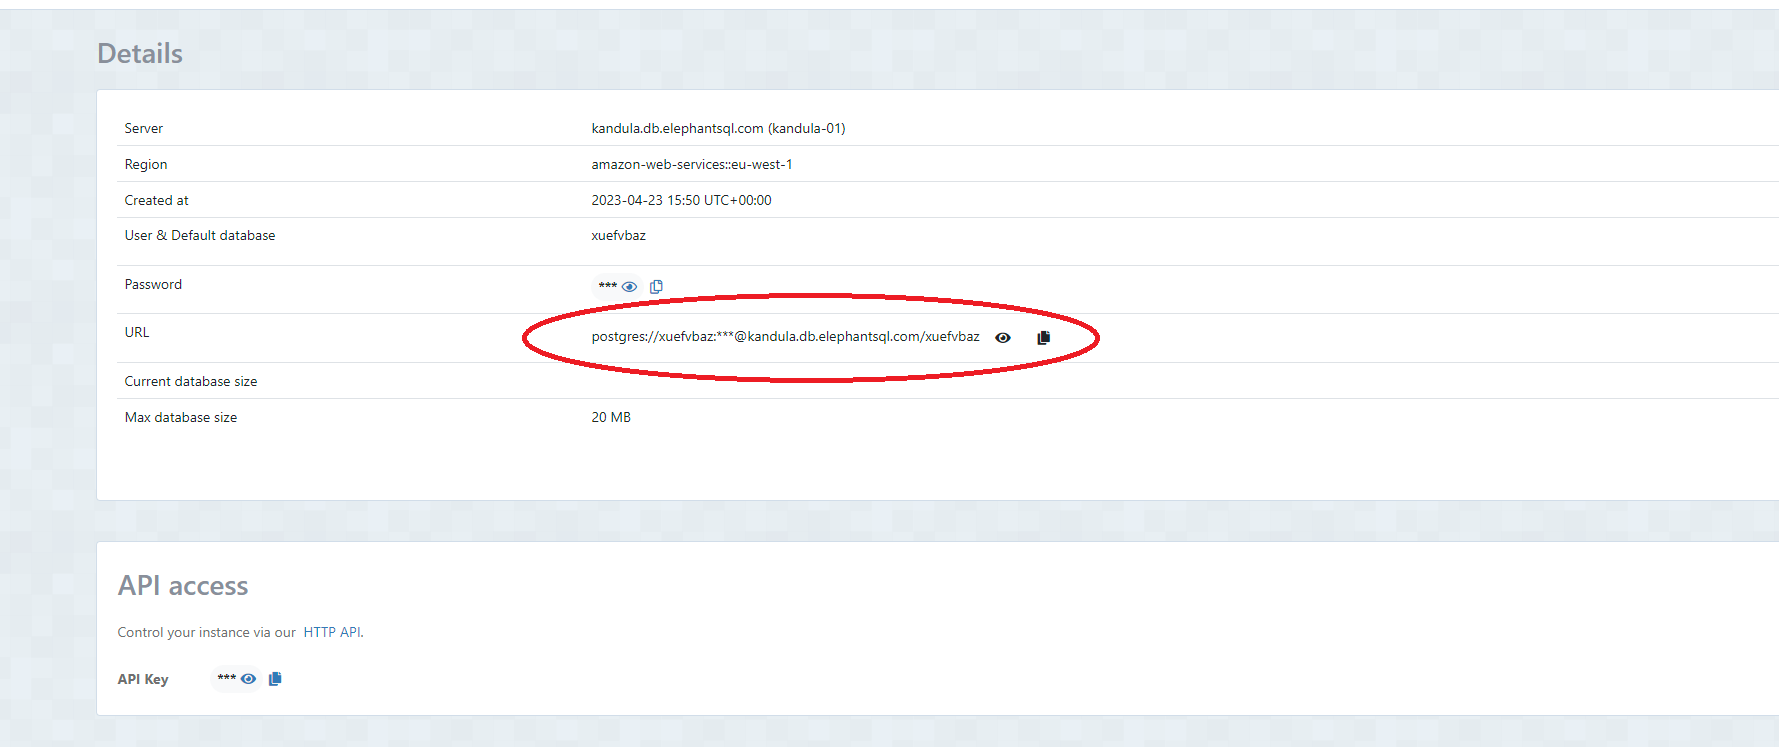 Details
Server kandula.db.elephantsql.com (kandula-01)
Region amazon-web-services::eu-west-1
Created at 2023-04-23 15:50 UTC+00:00
User & Default database xuefvbaz
Password ***
URL postgres://xuefvbaz:***@kandula.db.elephantsql.com/xuefvbaz
Current database size
Max database size 20 MB
API access
Control your instance via our HTTP API.
API Key ***